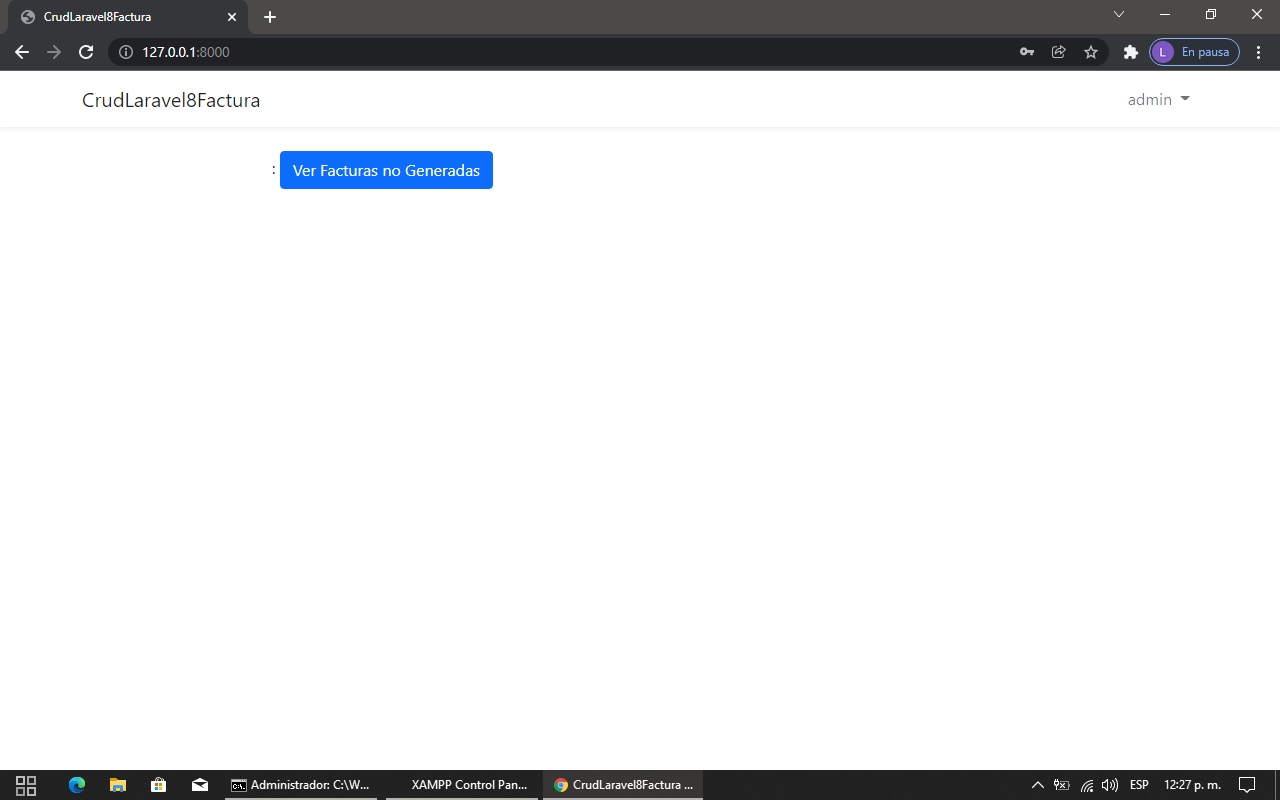 CrudLaravel8Factura
127.0.0.1:8000
L En pausa
CrudLaravel8Factura
admin
: Ver Facturas no Generadas
Administrador: C:\W...
XAMPP Control Pan...
CrudLaravel8Factura ...
ESP
12:27 p. m.